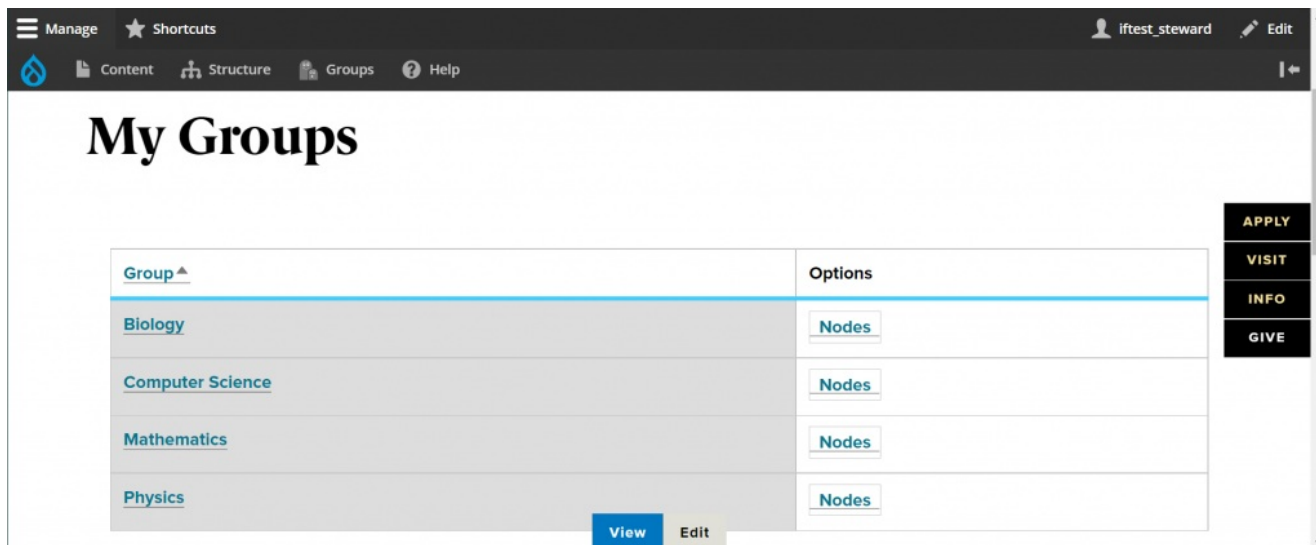 Manage Shortcuts iftest_steward Edit
Content Structure Groups Help
My Groups
APPLY
VISIT
INFO
GIVE
Group Options
Biology Nodes
Computer Science Nodes
Mathematics Nodes
Physics Nodes
View Edit